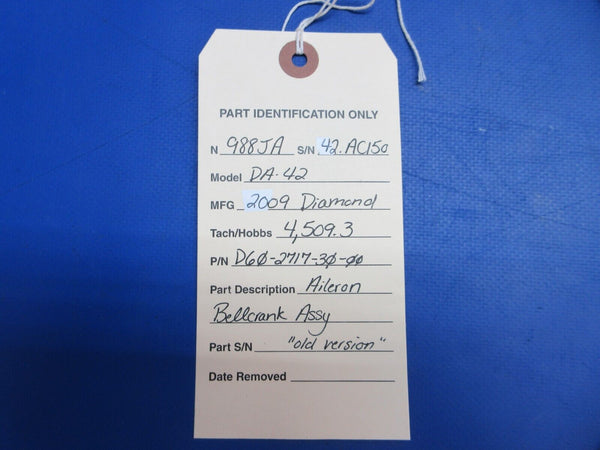 PART IDENTIFICATION ONLY
N 988JA S/N 42.AC150
Model DA-42
MFG 2009 Diamond
Tach/Hobbs 4,509.3
P/N D60-2717-30-00
Part Description Aileron
Bellcrank Assy
Part S/N "old version"
Date Removed